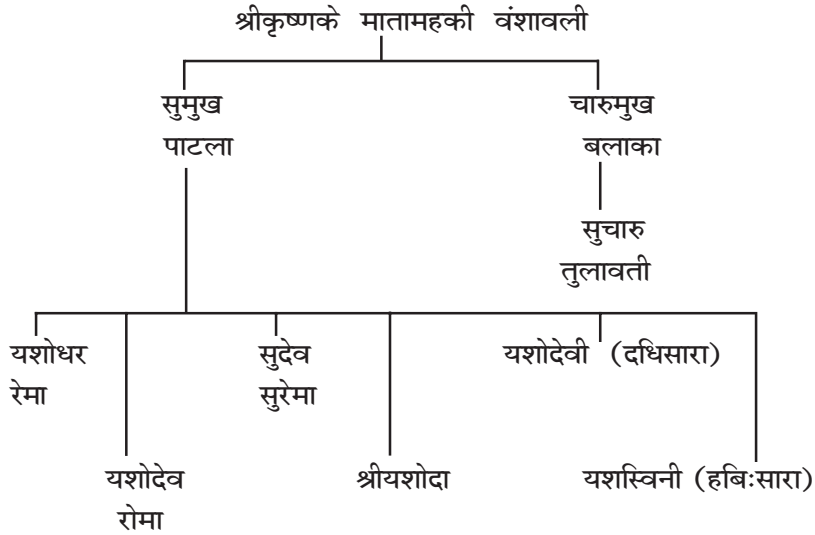 श्रीकृष्णके मातामहकी वंशावली
सुमुख
पाटला
चारुमुख
बलाका
सुचारु
तुलावती
यशोधर
रेमा
सुदेव
सुरेमा
यशोदेवी (दधिसारा)
यशोदेव
रोमा
श्रीयशोदा
यशस्विनी (हबिःसारा)